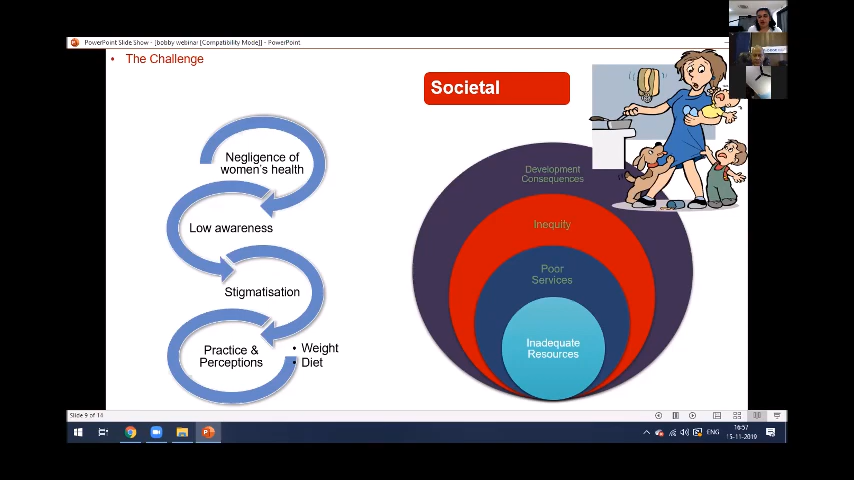 PowerPoint Slide Show - [bobby webinar [Compatibility Mode]] - PowerPoint
• The Challenge
Societal
Negligence of
women's health
Low awareness
Stigmatisation
Practice &
Perceptions
• Weight
• Diet
Development
Consequences
Inequity
Poor
Services
Inadequate
Resources
Slide 9 of 14
ENG
16:57
15-11-2019